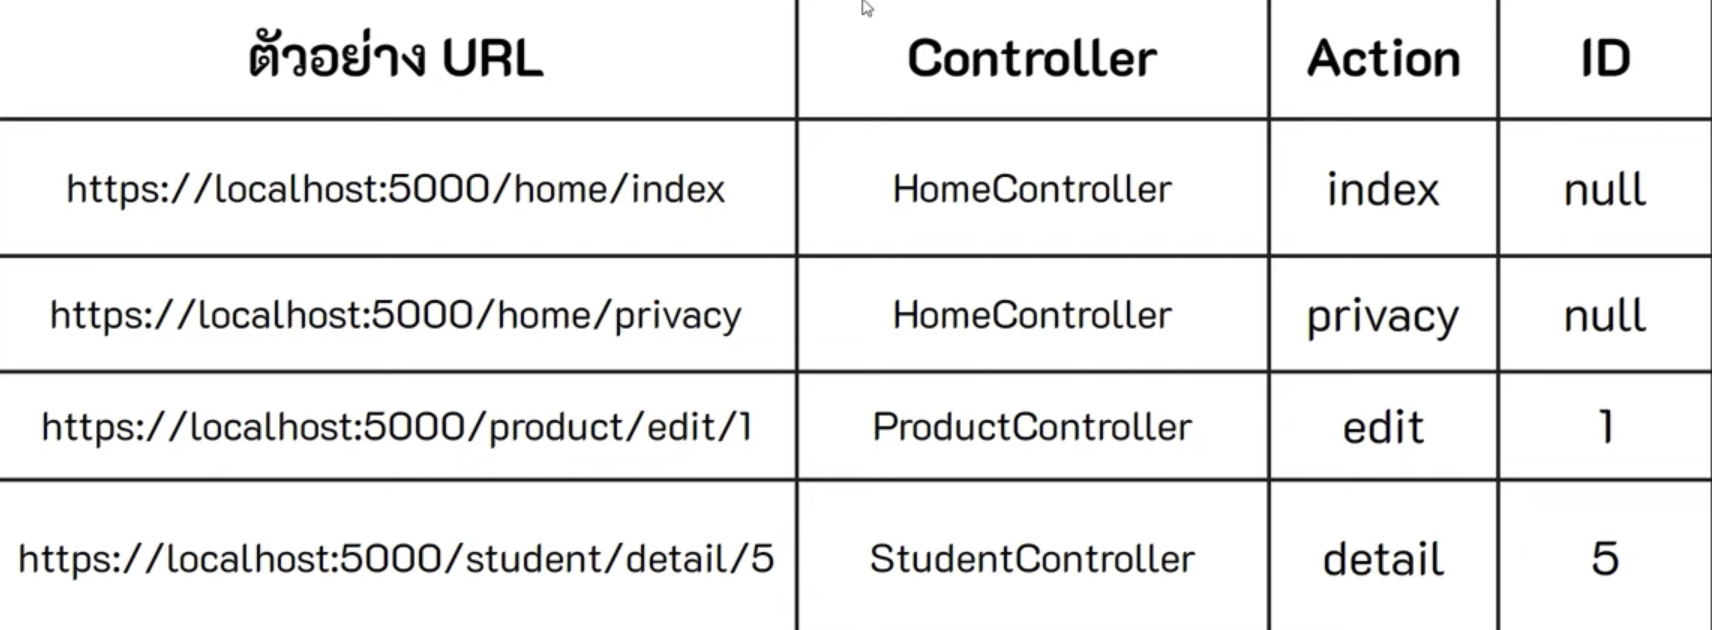 ตัวอย่าง URL Controller Action ID
https://localhost:5000/home/index HomeController index null
https://localhost:5000/home/privacy HomeController privacy null
https://localhost:5000/product/edit/1 ProductController edit 1
https://localhost:5000/student/detail/5 StudentController detail 5